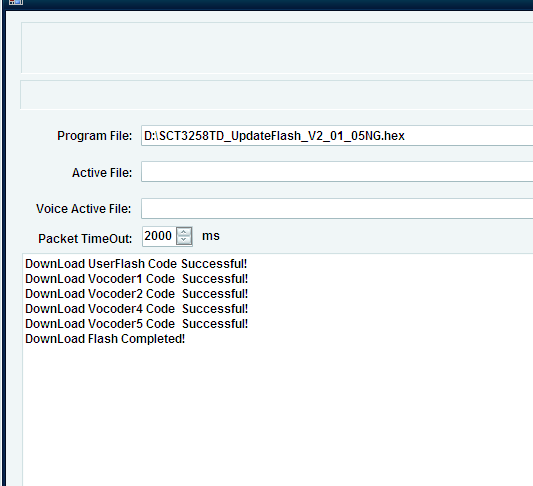 Program File: D:\SCT3258TD_UpdateFlash_V2_01_05NG.hex
Active File:
Voice Active File:
Packet TimeOut: 2000 ms
DownLoad UserFlash Code Successful!
DownLoad Vocoder1 Code  Successful!
DownLoad Vocoder2 Code  Successful!
DownLoad Vocoder4 Code  Successful!
DownLoad Vocoder5 Code  Successful!
DownLoad Flash Completed!